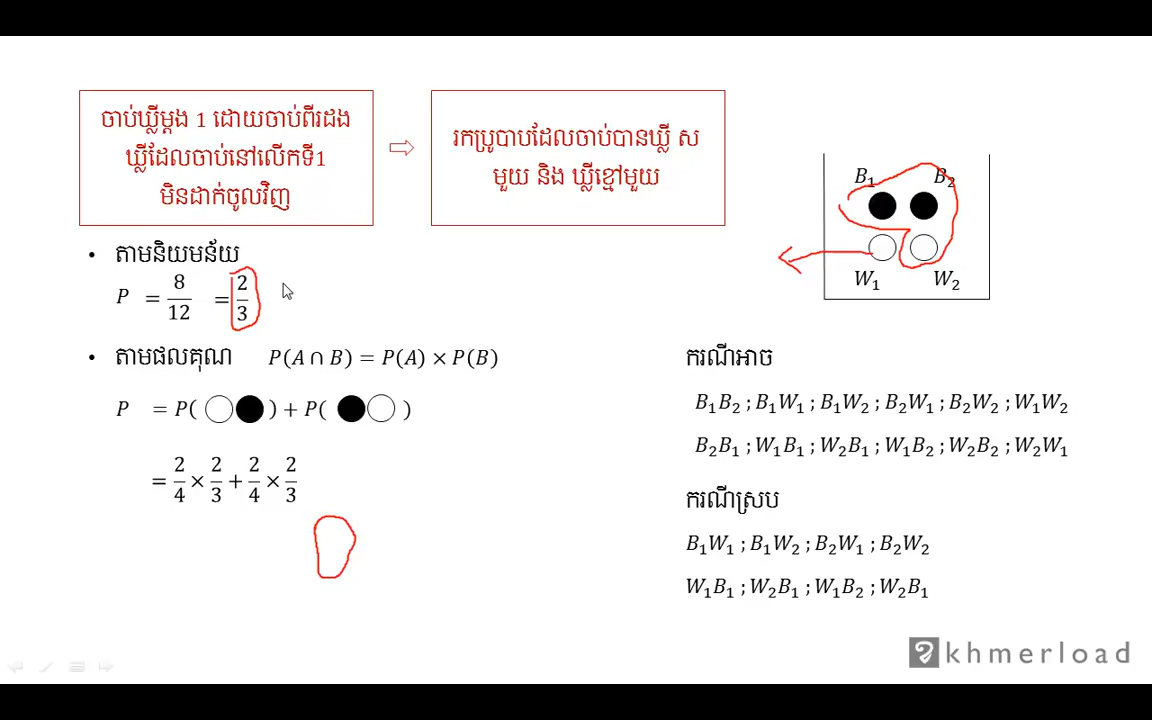 ចាប់ឃ្លីម្ដង 1 ដោយចាប់ពីរដង
ឃ្លីដែលចាប់នៅលើកទី1
មិនដាក់ចូលវិញ
រកប្រូបាបដែលចាប់បានឃ្លី ស
មួយ និង ឃ្លីខ្មៅមួយ
B₁ B₂
W₁ W₂
• តាមនិយមន័យ
P = 8/12 = 2/3
• តាមផលគុណ P(A ∩ B) = P(A) × P(B)
P = P( ○● ) + P( ●○ )
= 2/4 × 2/3 + 2/4 × 2/3
ករណីអាច
B₁B₂ ; B₁W₁ ; B₁W₂ ; B₂W₁ ; B₂W₂ ; W₁W₂
B₂B₁ ; W₁B₁ ; W₂B₁ ; W₁B₂ ; W₂B₂ ; W₂W₁
ករណីស្រប
B₁W₁ ; B₁W₂ ; B₂W₁ ; B₂W₂
W₁B₁ ; W₂B₁ ; W₁B₂ ; W₂B₁
khmerload